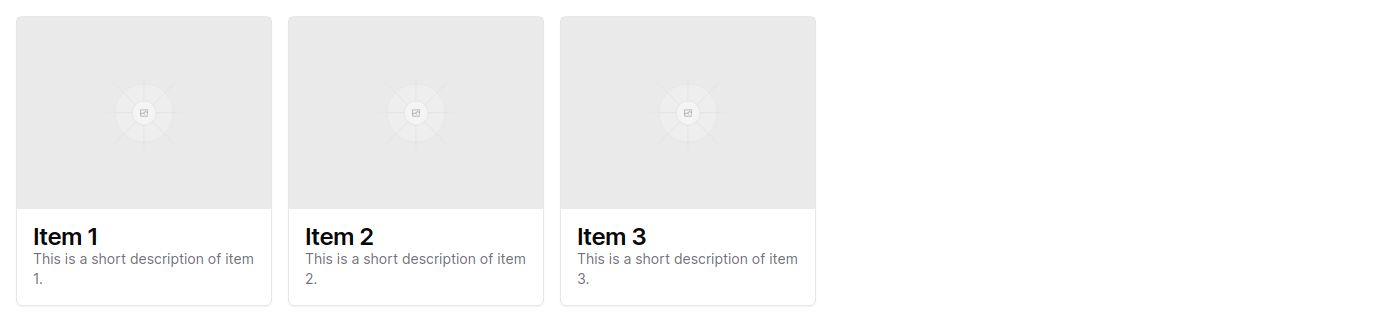 Item 1
This is a short description of item
1.
Item 2
This is a short description of item
2.
Item 3
This is a short description of item
3.